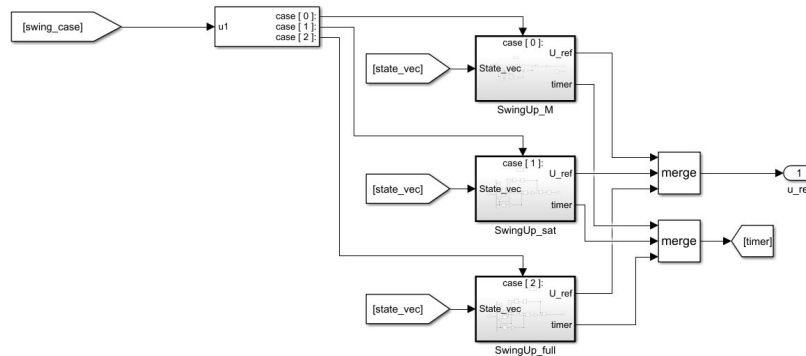 [swing_case]
u1
case [ 0 ]:
case [ 1 ]:
case [ 2 ]:
case [ 0 ]:
[state_vec]
State_vec
U_ref
timer
SwingUp_M
case [ 1 ]:
[state_vec]
State_vec
U_ref
timer
SwingUp_sat
merge
1
u_re
merge
[timer]
case [ 2 ]:
[state_vec]
State_vec
U_ref
timer
SwingUp_full